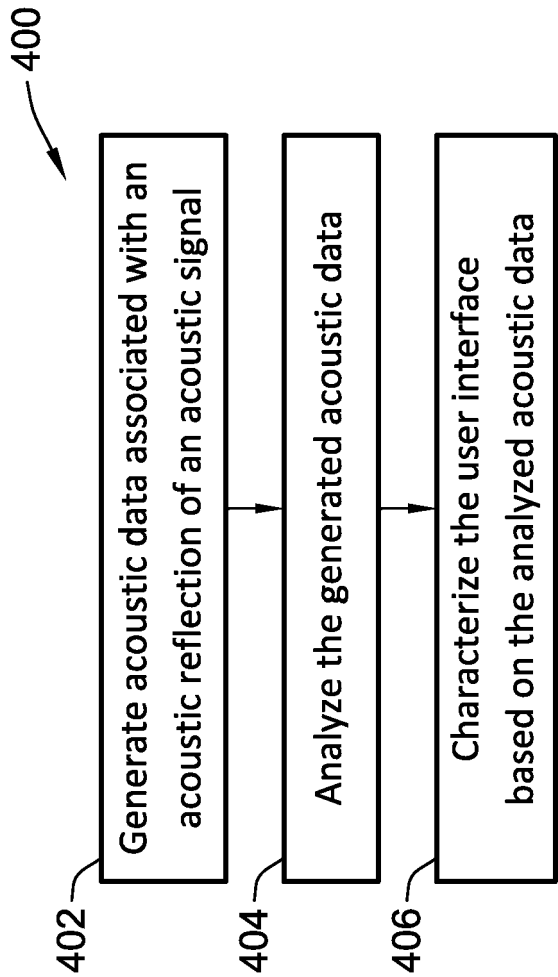 400
402
Generate acoustic data associated with an
acoustic reflection of an acoustic signal
404
Analyze the generated acoustic data
406
Characterize the user interface
based on the analyzed acoustic data